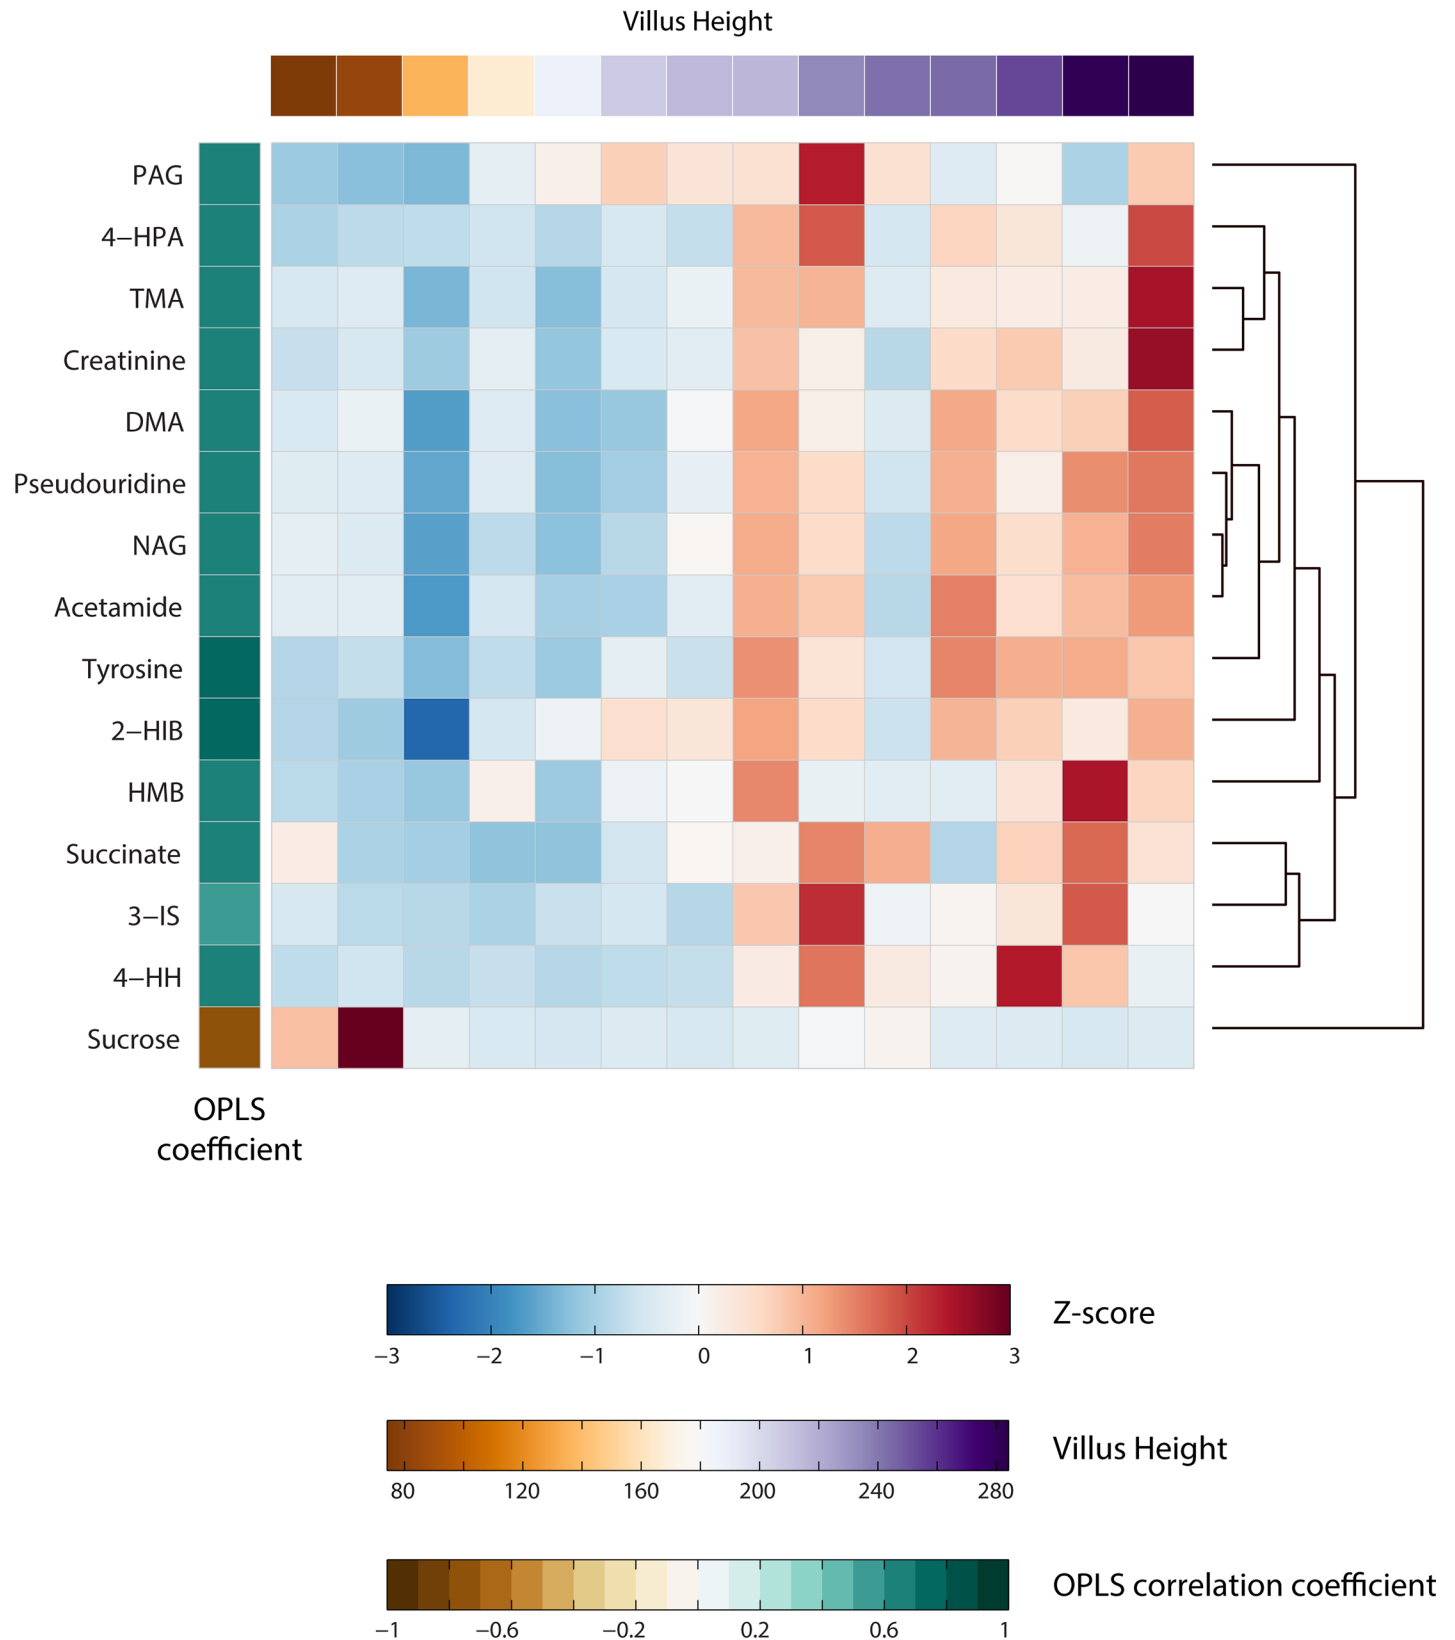 Villus Height
PAG
4−HPA
TMA
Creatinine
DMA
Pseudouridine
NAG
Acetamide
Tyrosine
2−HIB
HMB
Succinate
3−IS
4−HH
Sucrose
OPLS
coefficient
Z-score
−3 −2 −1 0 1 2 3
Villus Height
80 120 160 200 240 280
OPLS correlation coefficient
−1 −0.6 −0.2 0.2 0.6 1